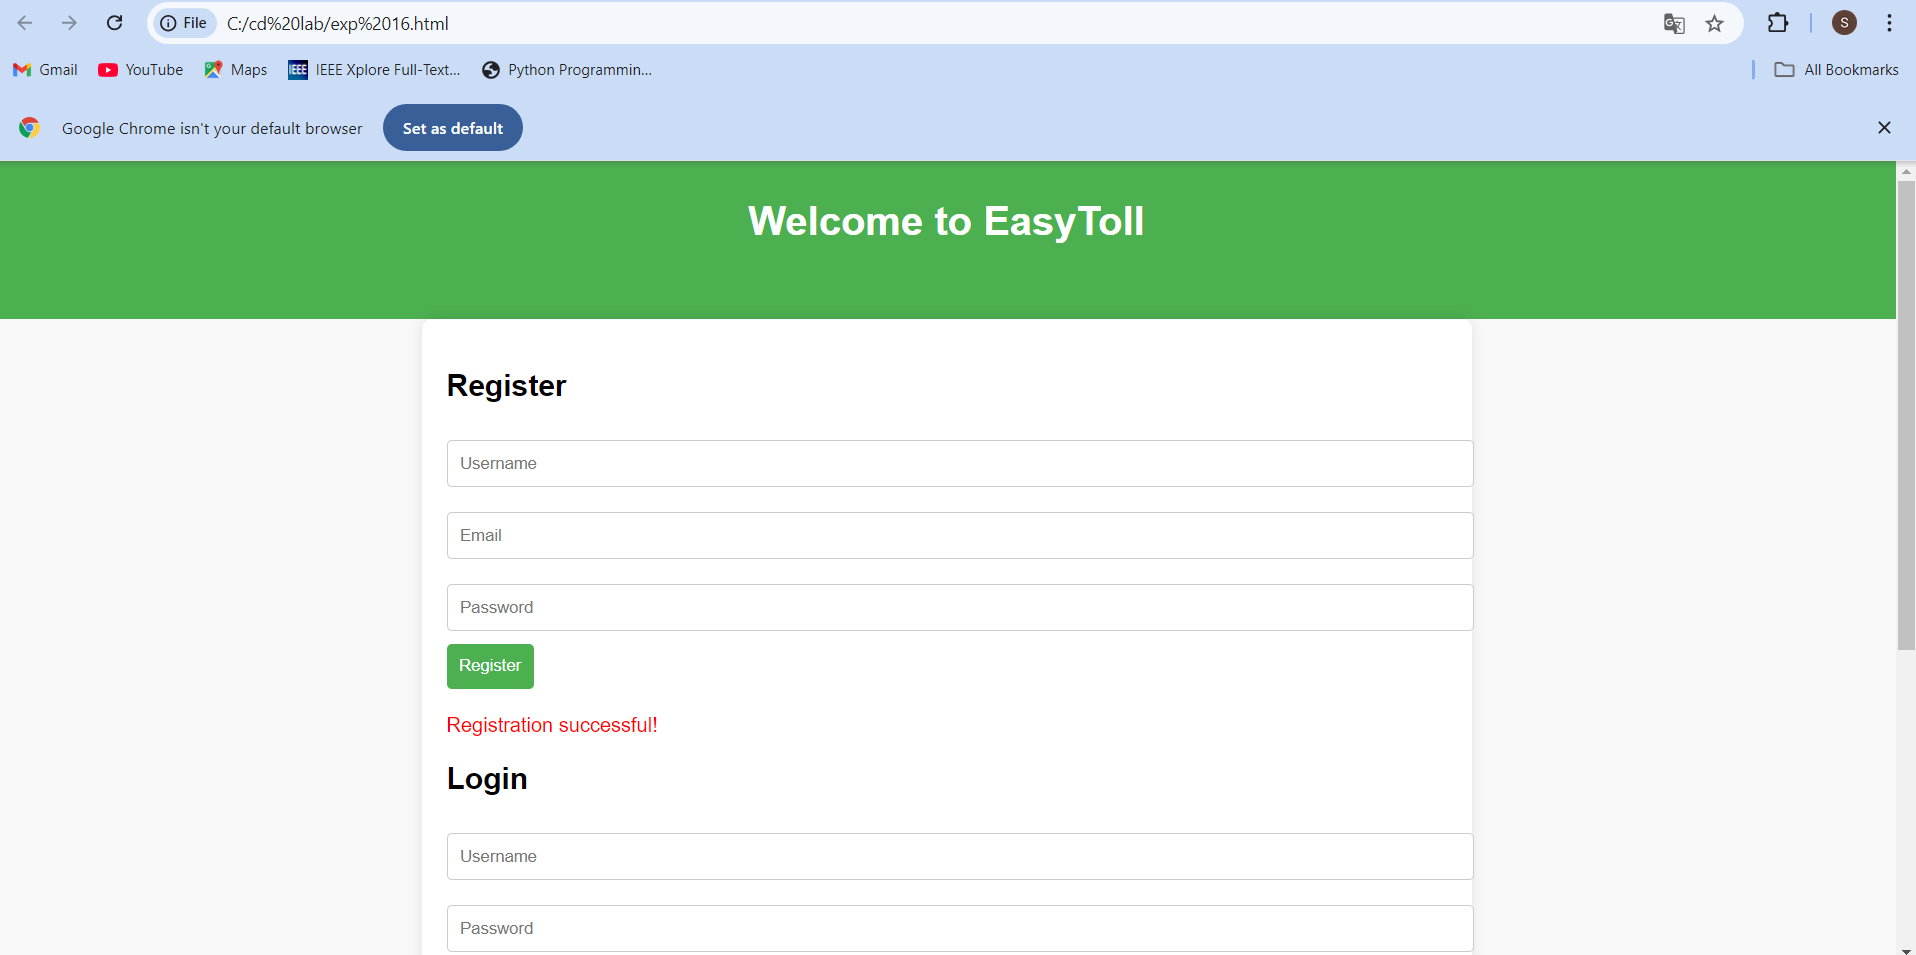 File C:/cd%20lab/exp%2016.html S
Gmail YouTube Maps IEEE IEEE Xplore Full-Text... Python Programmin... All Bookmarks
Google Chrome isn't your default browser Set as default
Welcome to EasyToll
Register
Username
Email
Password
Register
Registration successful!
Login
Username
Password